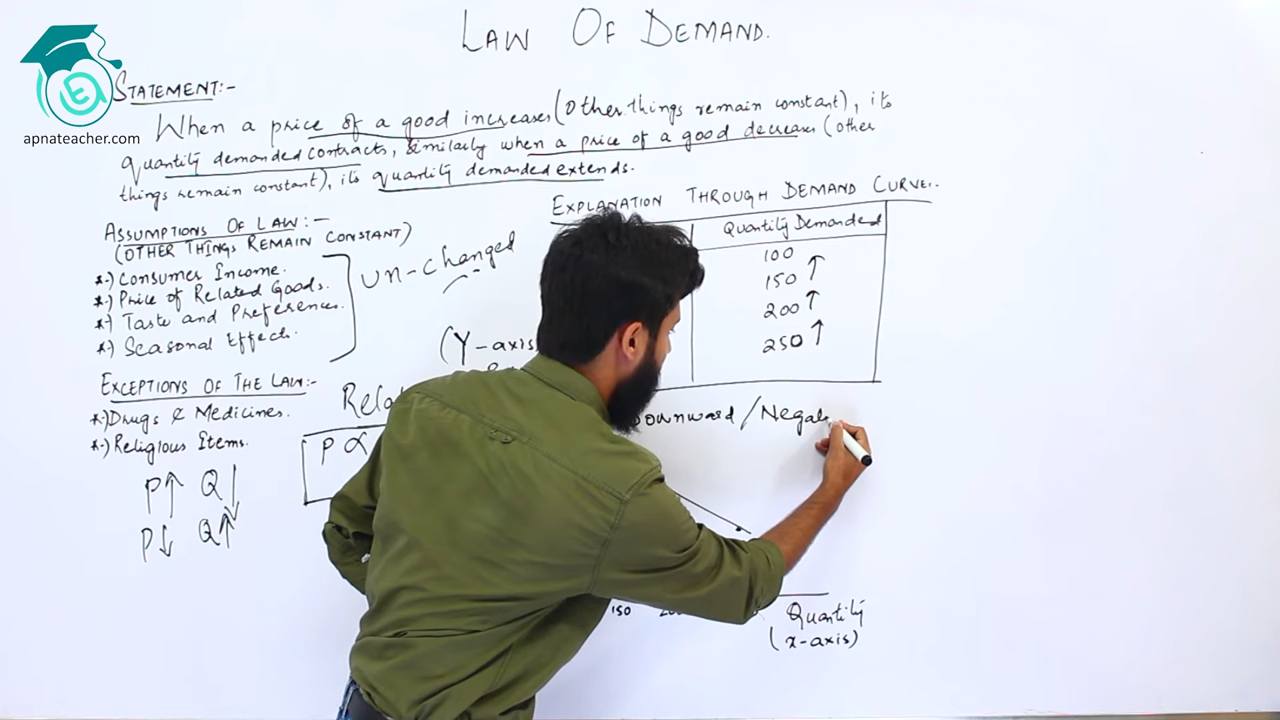 LAW OF DEMAND.
apnateacher.com
STATEMENT:-
When a price of a good increases (Other things remain constant), its
quantity demanded contracts, Similarly when a price of a good decreases (other
things remain constant), its quantity demanded extends.
ASSUMPTIONS OF LAW:-
(OTHER THINGS REMAIN CONSTANT)
*-) Consumer Income.
*-) Price of Related Goods.
*-) Taste and Preferences.
*-) Seasonal Effect.
un-changed
EXCEPTIONS OF THE LAW:-
*-) Drugs & Medicines.
*-) Religious Items.
P↑ Q↓
P↓ Q↑
EXPLANATION THROUGH DEMAND CURVE:.
Quantity Demanded
100
150 ↑
200 ↑
250 ↑
(Y-axis)
P ∝
Downward / Negat
150
Quantity
(x-axis)